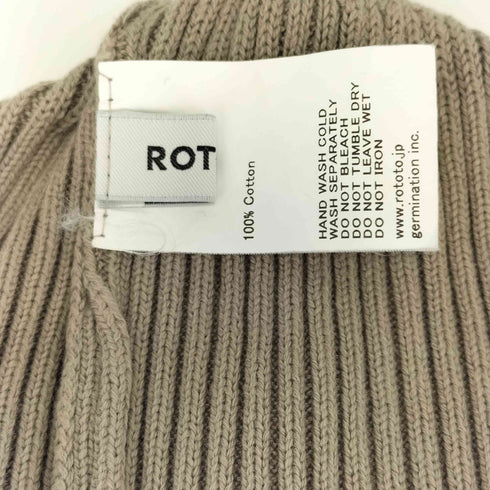 ROT
100% Cotton
HAND WASH COLD
WASH SEPARATELY
DO NOT BLEACH
DO NOT TUMBLE DRY
DO NOT LEAVE WET
DO NOT IRON
www.rototo.jp
germination inc.